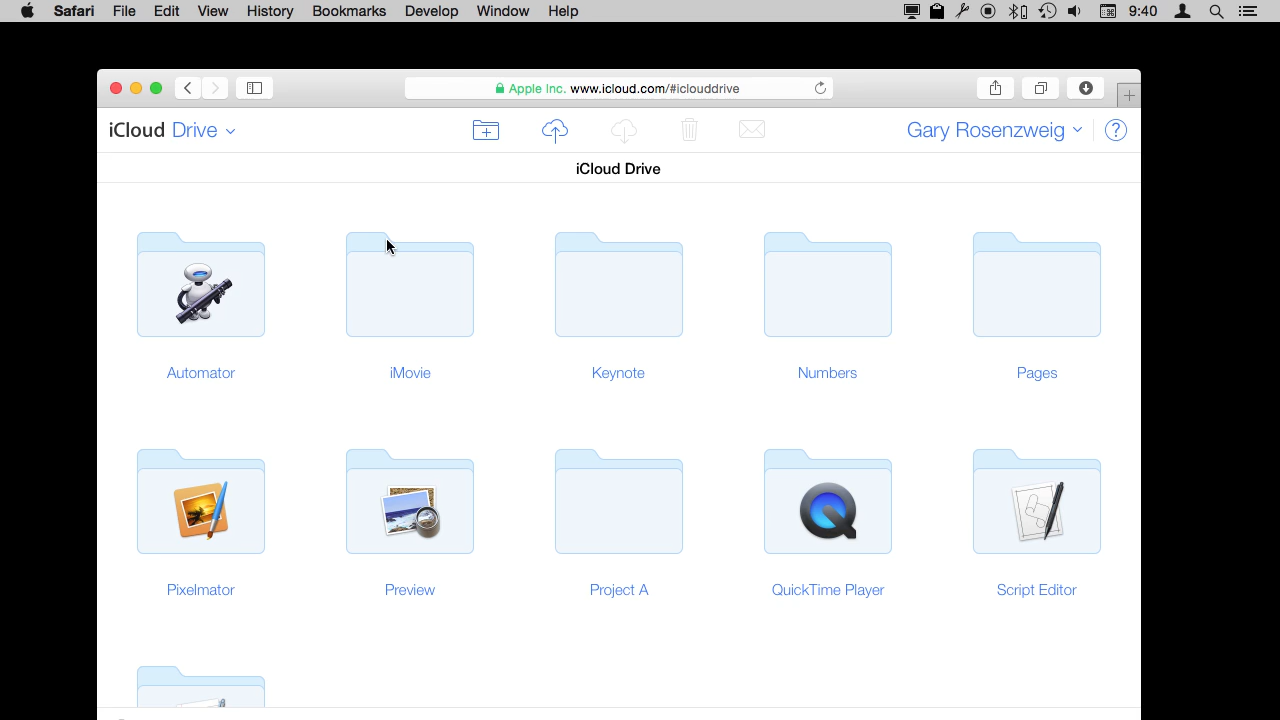 Safari File Edit View History Bookmarks Develop Window Help 9:40
Apple Inc. www.icloud.com/#iclouddrive
iCloud Drive Gary Rosenzweig ?
iCloud Drive
Automator iMovie Keynote Numbers Pages
Pixelmator Preview Project A QuickTime Player Script Editor